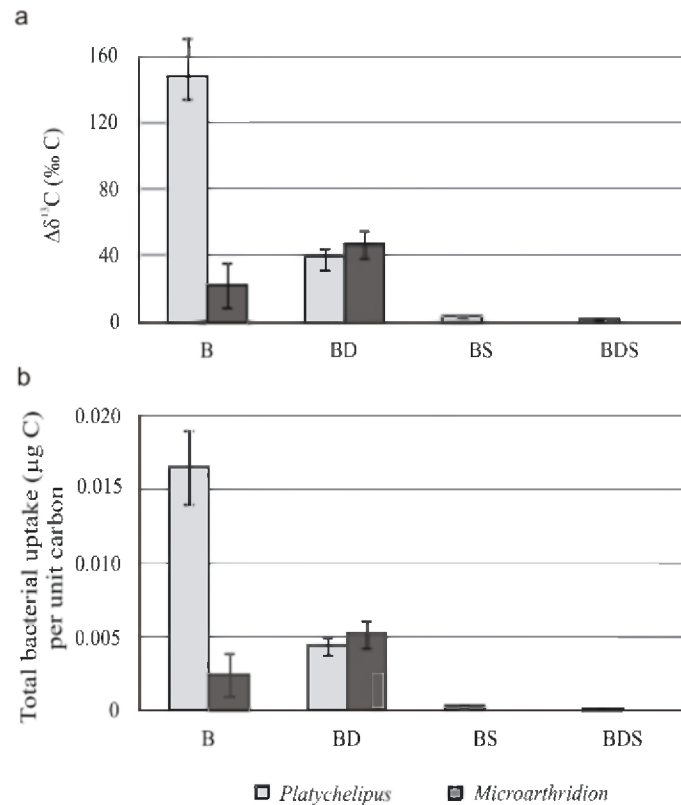 a
Δδ¹³C (‰ C)
160
120
80
40
0
B BD BS BDS
b
Total bacterial uptake (µg C)
per unit carbon
0.020
0.015
0.010
0.005
0
B BD BS BDS
Platychelipus Microarthridion